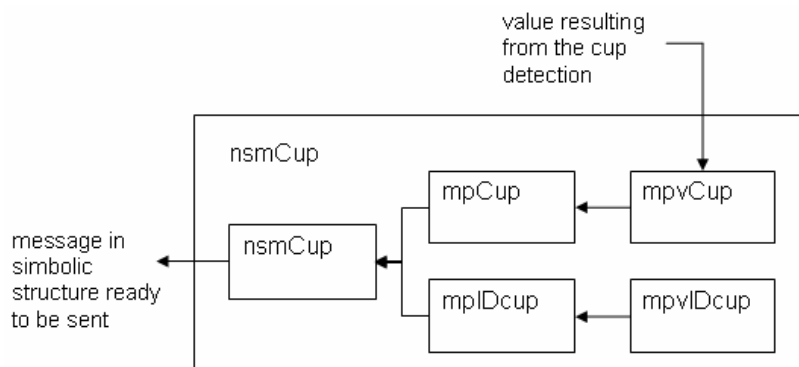 value resulting
from the cup
detection
nsmCup
mpCup
mpvCup
nsmCup
message in
simbolic
structure ready
to be sent
mpIDcup
mpvIDcup